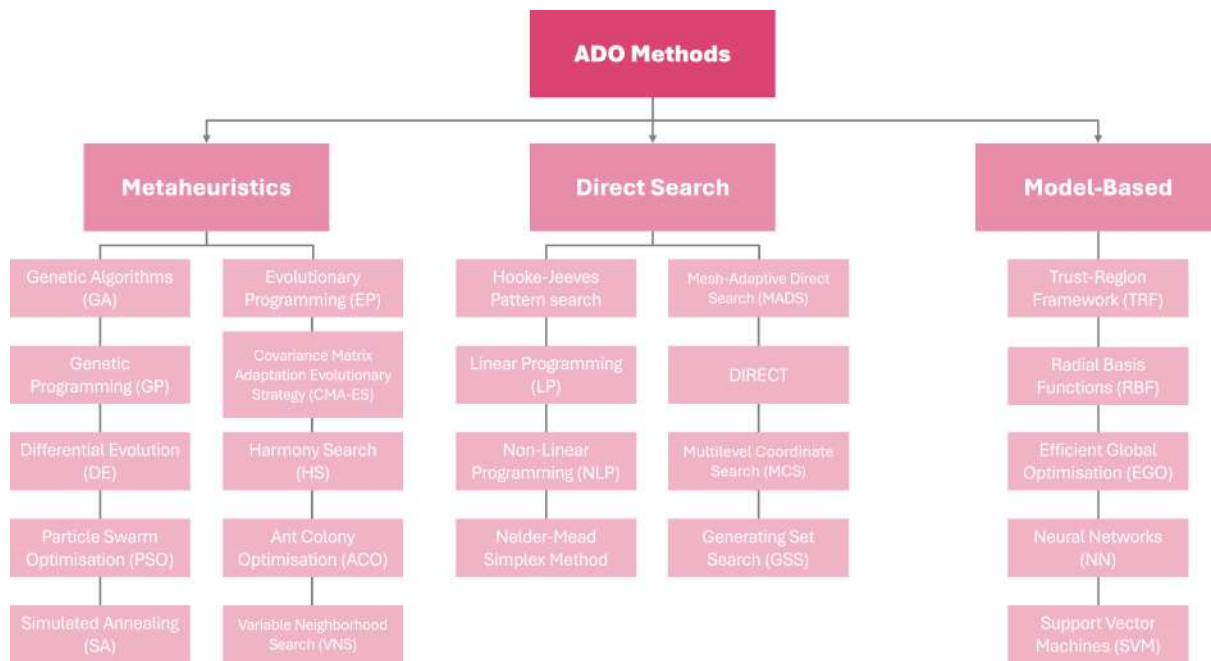 ADO Methods
Metaheuristics
Direct Search
Model-Based
Genetic Algorithms
(GA)
Genetic
Programming (GP)
Differential Evolution
(DE)
Particle Swarm
Optimisation (PSO)
Simulated Annealing
(SA)
Evolutionary
Programming (EP)
Covariance Matrix
Adaptation Evolutionary
Strategy (CMA-ES)
Harmony Search
(HS)
Ant Colony
Optimisation (ACO)
Variable Neighborhood
Search (VNS)
Hooke-Jeeves
Pattern search
Linear Programming
(LP)
Non-Linear
Programming (NLP)
Nelder-Mead
Simplex Method
Mesh-Adaptive Direct
Search (MADS)
DIRECT
Multilevel Coordinate
Search (MCS)
Generating Set
Search (GSS)
Trust-Region
Framework (TRF)
Radial Basis
Functions (RBF)
Efficient Global
Optimisation (EGO)
Neural Networks
(NN)
Support Vector
Machines (SVM)